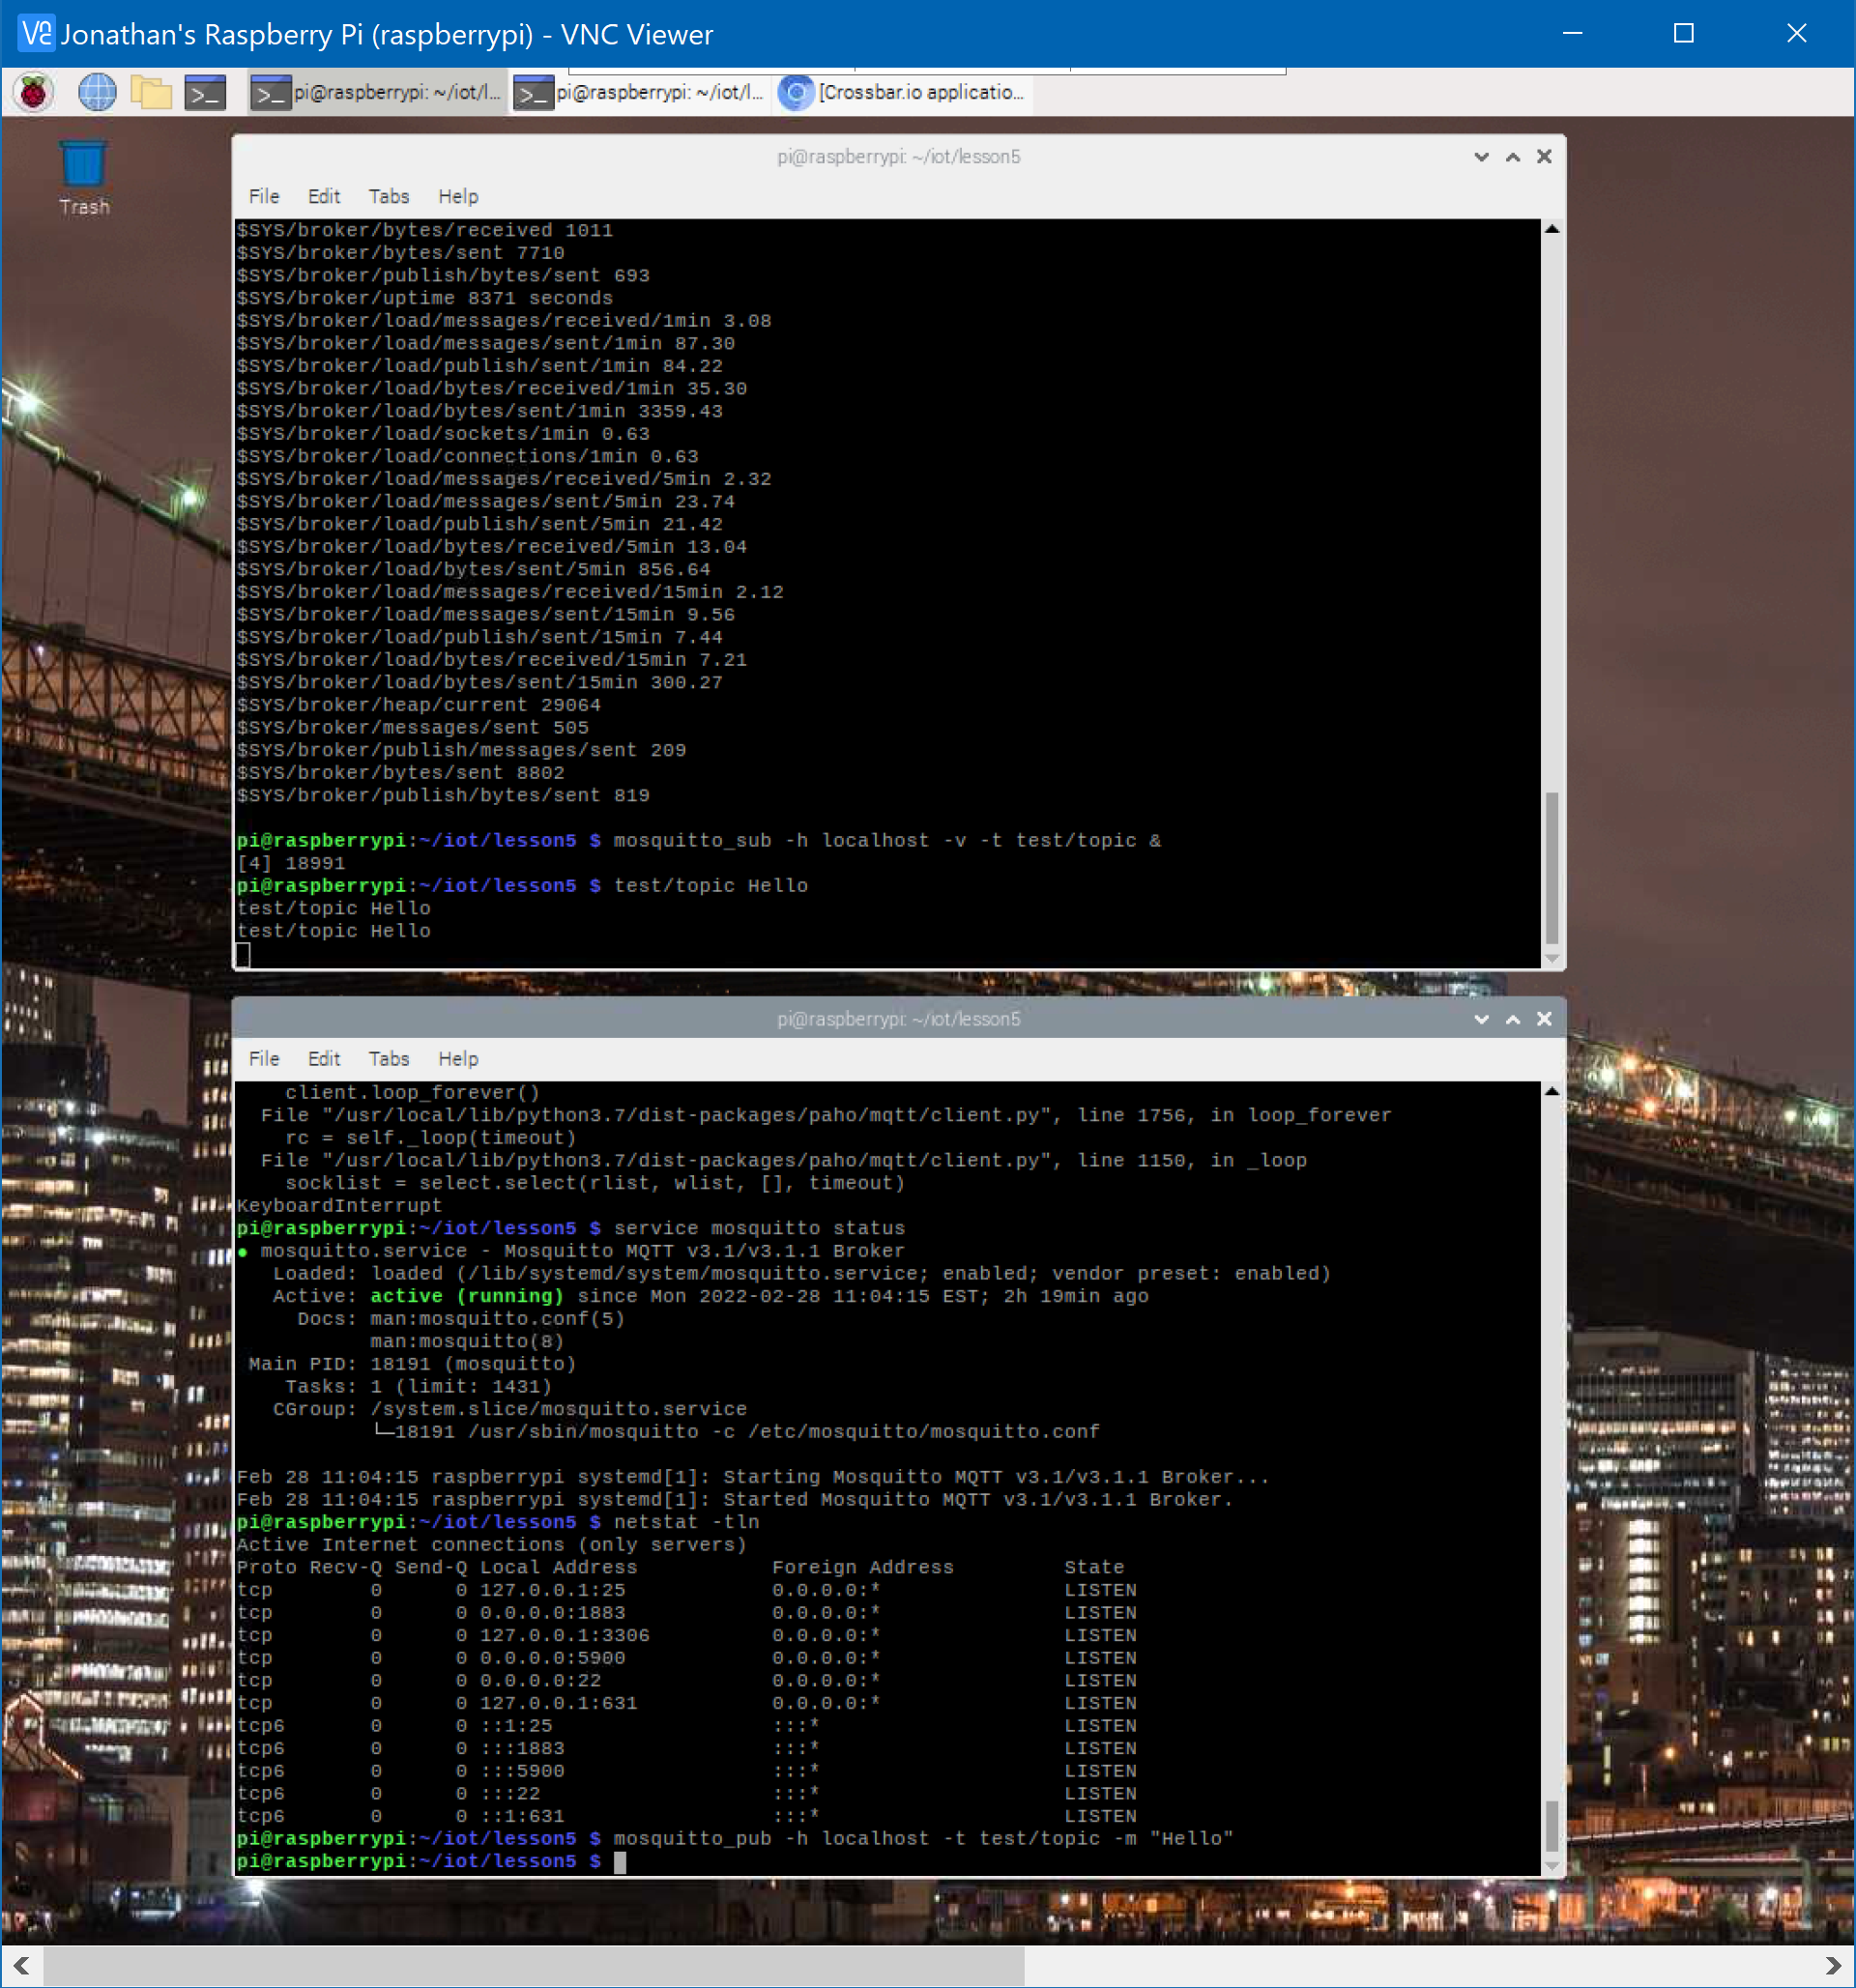 VNC Jonathan's Raspberry Pi (raspberrypi) - VNC Viewer
pi@raspberrypi: ~/iot/l... pi@raspberrypi: ~/iot/l... [Crossbar.io applicatio...
Trash
pi@raspberrypi: ~/iot/lesson5
File Edit Tabs Help
$SYS/broker/bytes/received 1011
$SYS/broker/bytes/sent 7710
$SYS/broker/publish/bytes/sent 693
$SYS/broker/uptime 8371 seconds
$SYS/broker/load/messages/received/1min 3.08
$SYS/broker/load/messages/sent/1min 87.30
$SYS/broker/load/publish/sent/1min 84.22
$SYS/broker/load/bytes/received/1min 35.30
$SYS/broker/load/bytes/sent/1min 3359.43
$SYS/broker/load/sockets/1min 0.63
$SYS/broker/load/connections/1min 0.63
$SYS/broker/load/messages/received/5min 2.32
$SYS/broker/load/messages/sent/5min 23.74
$SYS/broker/load/publish/sent/5min 21.42
$SYS/broker/load/bytes/received/5min 13.04
$SYS/broker/load/bytes/sent/5min 856.64
$SYS/broker/load/messages/received/15min 2.12
$SYS/broker/load/messages/sent/15min 9.56
$SYS/broker/load/publish/sent/15min 7.44
$SYS/broker/load/bytes/received/15min 7.21
$SYS/broker/load/bytes/sent/15min 300.27
$SYS/broker/heap/current 29064
$SYS/broker/messages/sent 505
$SYS/broker/publish/messages/sent 209
$SYS/broker/bytes/sent 8802
$SYS/broker/publish/bytes/sent 819
pi@raspberrypi:~/iot/lesson5 $ mosquitto_sub -h localhost -v -t test/topic &
[4] 18991
pi@raspberrypi:~/iot/lesson5 $ test/topic Hello
test/topic Hello
test/topic Hello
pi@raspberrypi: ~/iot/lesson5
File Edit Tabs Help
client.loop_forever()
File "/usr/local/lib/python3.7/dist-packages/paho/mqtt/client.py", line 1756, in loop_forever
rc = self._loop(timeout)
File "/usr/local/lib/python3.7/dist-packages/paho/mqtt/client.py", line 1150, in _loop
socklist = select.select(rlist, wlist, [], timeout)
KeyboardInterrupt
pi@raspberrypi:~/iot/lesson5 $ service mosquitto status
● mosquitto.service - Mosquitto MQTT v3.1/v3.1.1 Broker
Loaded: loaded (/lib/systemd/system/mosquitto.service; enabled; vendor preset: enabled)
Active: active (running) since Mon 2022-02-28 11:04:15 EST; 2h 19min ago
Docs: man:mosquitto.conf(5)
man:mosquitto(8)
Main PID: 18191 (mosquitto)
Tasks: 1 (limit: 1431)
CGroup: /system.slice/mosquitto.service
└─18191 /usr/sbin/mosquitto -c /etc/mosquitto/mosquitto.conf
Feb 28 11:04:15 raspberrypi systemd[1]: Starting Mosquitto MQTT v3.1/v3.1.1 Broker...
Feb 28 11:04:15 raspberrypi systemd[1]: Started Mosquitto MQTT v3.1/v3.1.1 Broker.
pi@raspberrypi:~/iot/lesson5 $ netstat -tln
Active Internet connections (only servers)
Proto Recv-Q Send-Q Local Address Foreign Address State
tcp 0 0 127.0.0.1:25 0.0.0.0:* LISTEN
tcp 0 0 0.0.0.0:1883 0.0.0.0:* LISTEN
tcp 0 0 127.0.0.1:3306 0.0.0.0:* LISTEN
tcp 0 0 0.0.0.0:5900 0.0.0.0:* LISTEN
tcp 0 0 0.0.0.0:22 0.0.0.0:* LISTEN
tcp 0 0 127.0.0.1:631 0.0.0.0:* LISTEN
tcp6 0 0 ::1:25 :::* LISTEN
tcp6 0 0 :::1883 :::* LISTEN
tcp6 0 0 :::5900 :::* LISTEN
tcp6 0 0 :::22 :::* LISTEN
tcp6 0 0 ::1:631 :::* LISTEN
pi@raspberrypi:~/iot/lesson5 $ mosquitto_pub -h localhost -t test/topic -m "Hello"
pi@raspberrypi:~/iot/lesson5 $